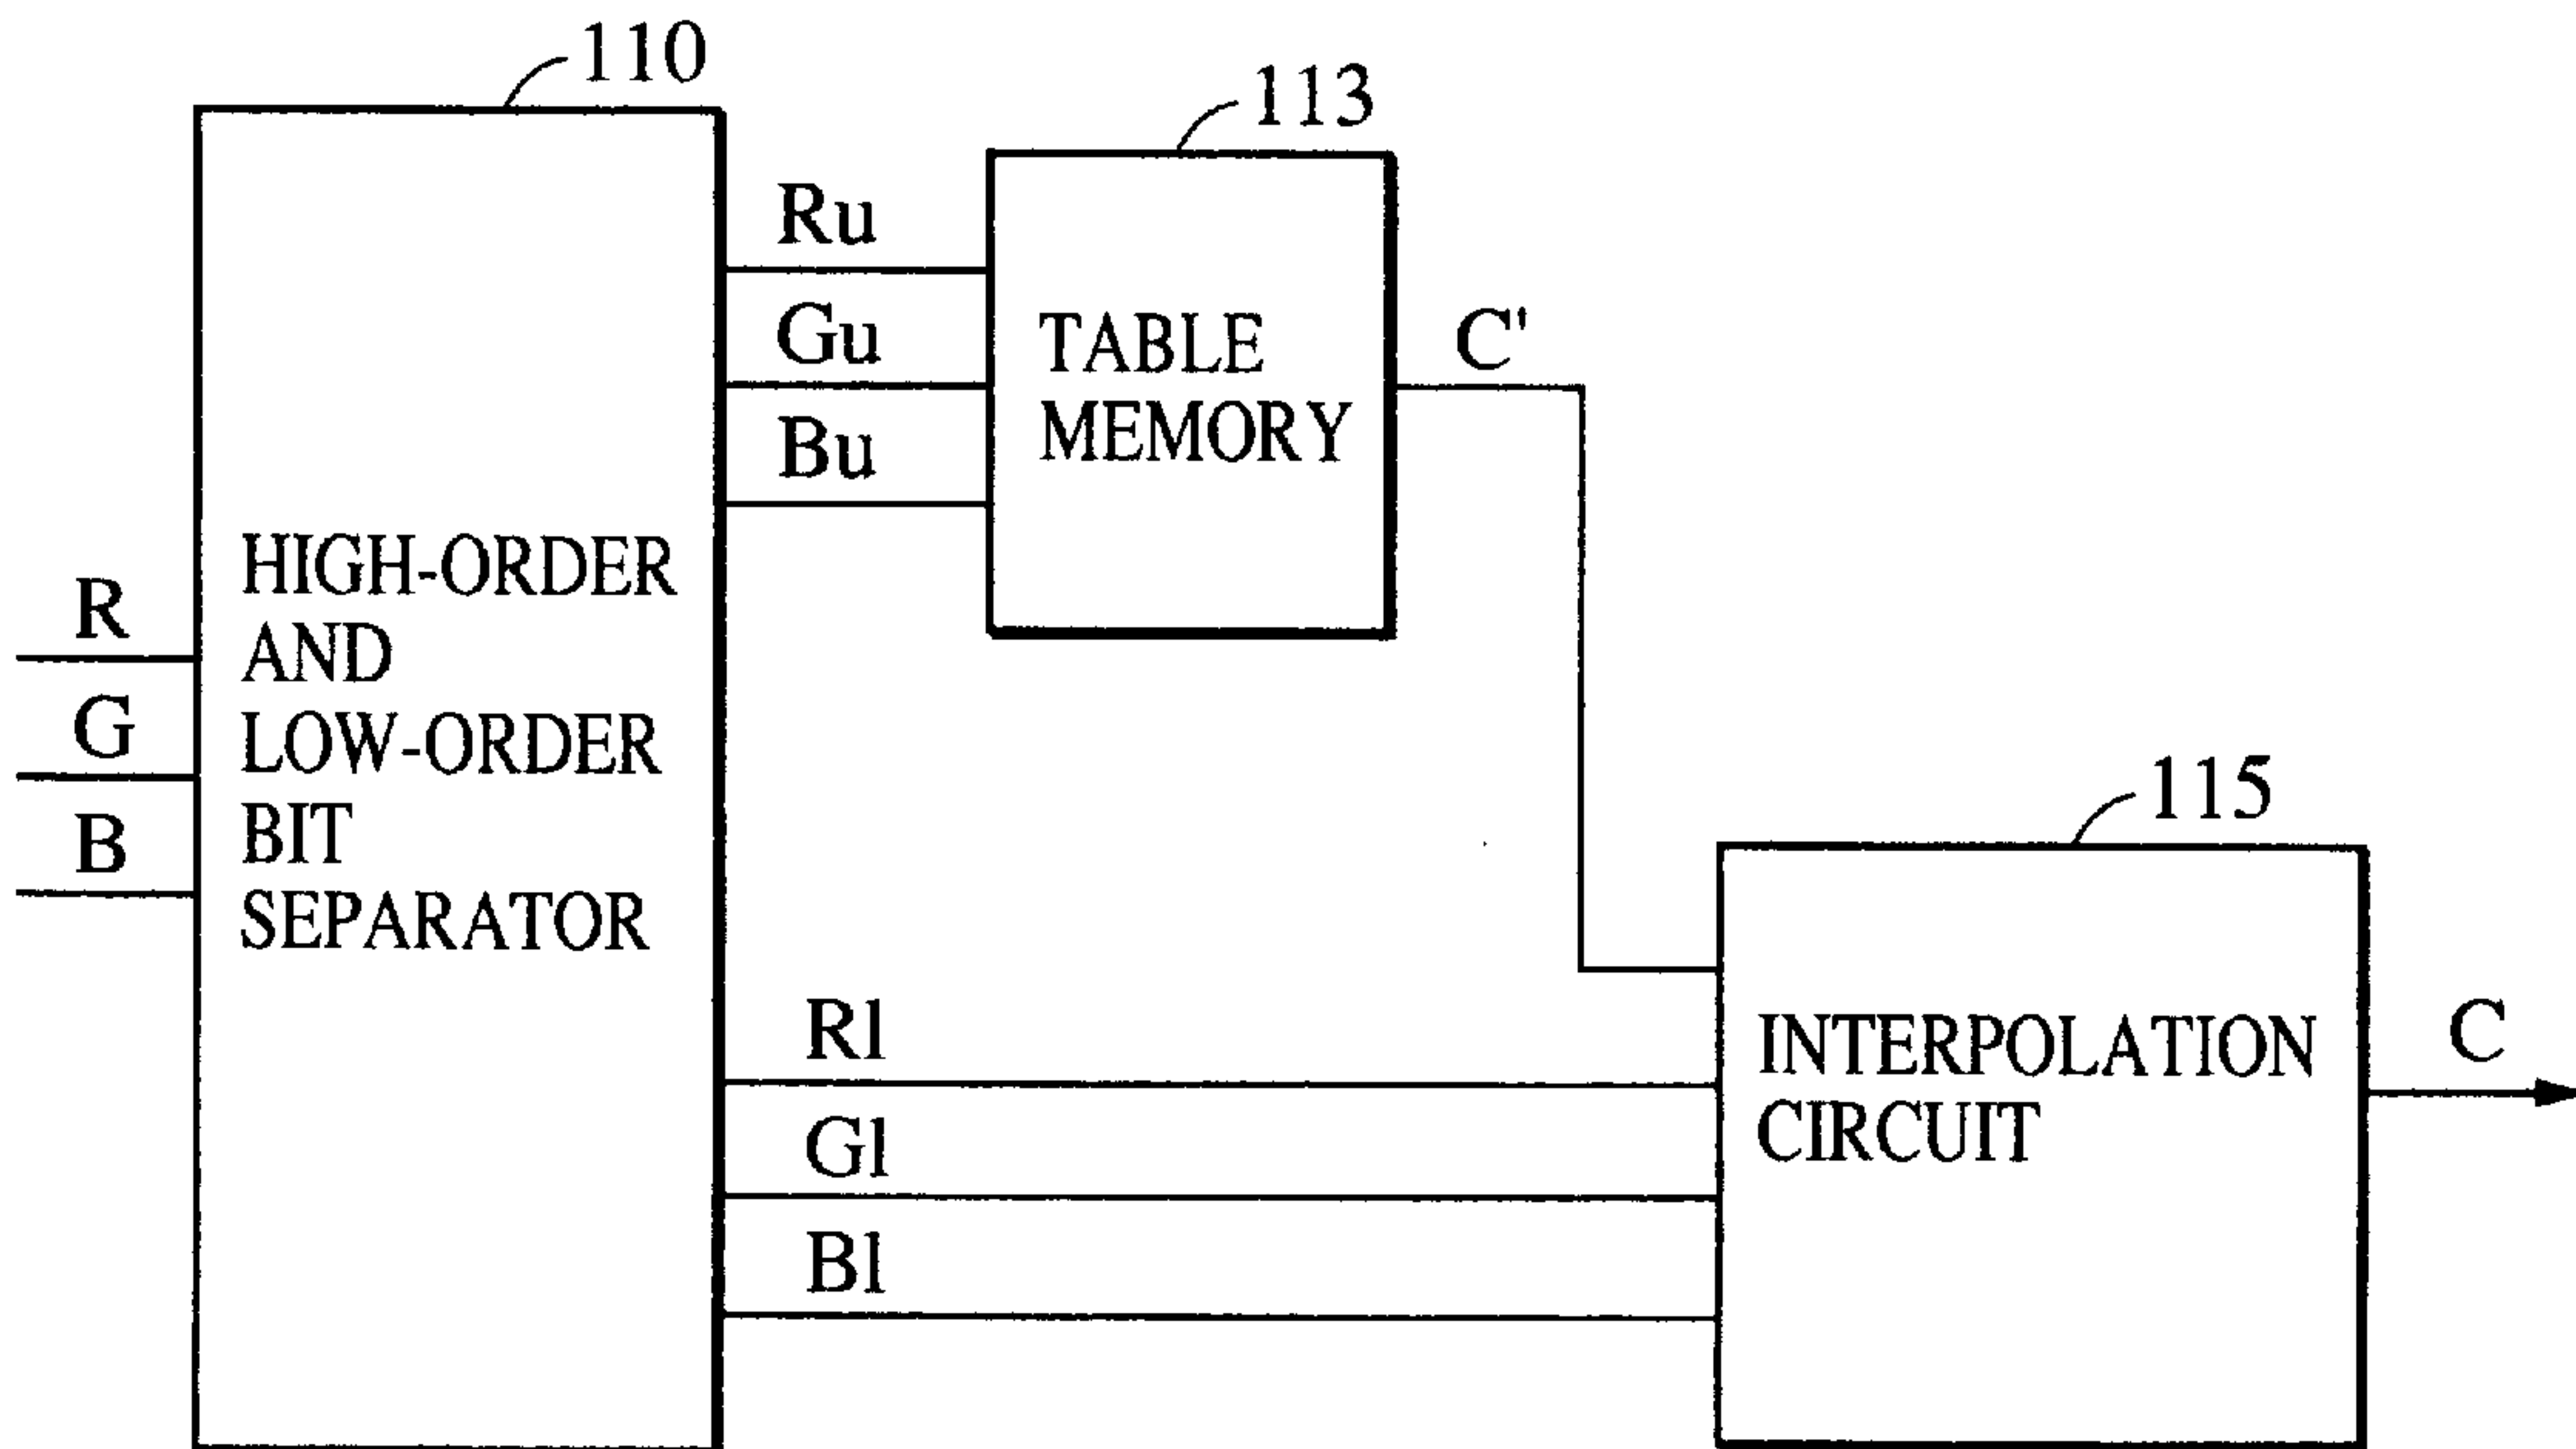 110
113
Ru
Gu
Bu
TABLE
MEMORY
C'
R
G
B
HIGH-ORDER
AND
LOW-ORDER
BIT
SEPARATOR
115
Rl
Gl
Bl
INTERPOLATION
CIRCUIT
C